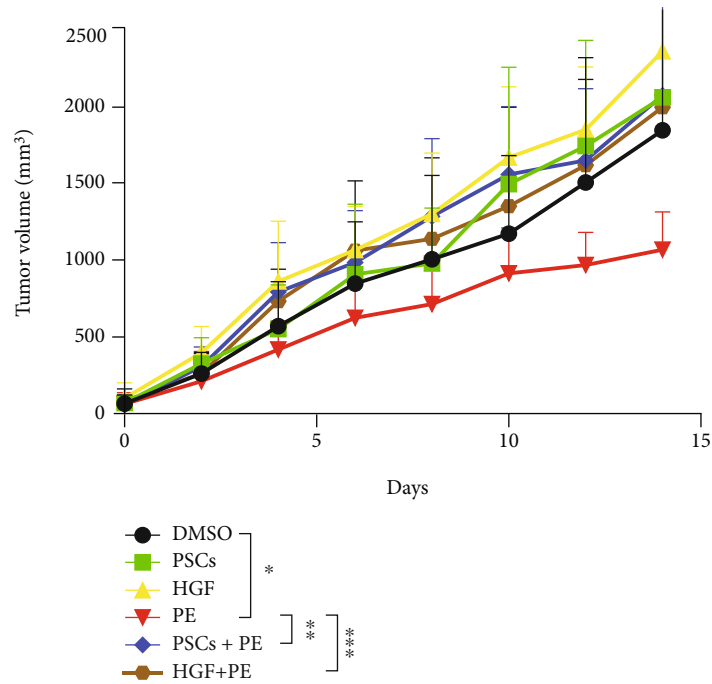 2500
2000
1500
1000
500
0
Tumor volume (mm³)
0 5 10 15
Days
DMSO
PSCs
HGF
PE
PSCs + PE
HGF+PE
*
**
***